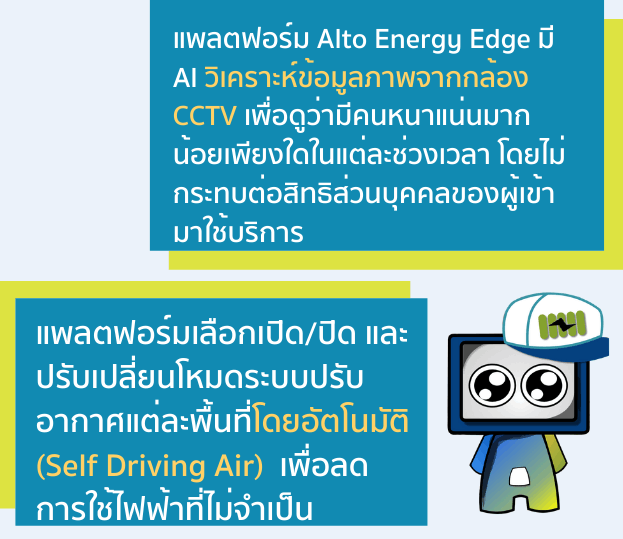 แพลตฟอร์ม Alto Energy Edge มี
AI วิเคราะห์ข้อมูลภาพจากกล้อง
CCTV เพื่อดูว่ามีคนหนาแน่นมาก
น้อยเพียงใดในแต่ละช่วงเวลา โดยไม่
กระทบต่อสิทธิส่วนบุคคลของผู้เข้า
มาใช้บริการ
แพลตฟอร์มเลือกเปิด/ปิด และ
ปรับเปลี่ยนโหมดระบบปรับ
อากาศแต่ละพื้นที่โดยอัตโนมัติ
(Self Driving Air) เพื่อลด
การใช้ไฟฟ้าที่ไม่จำเป็น